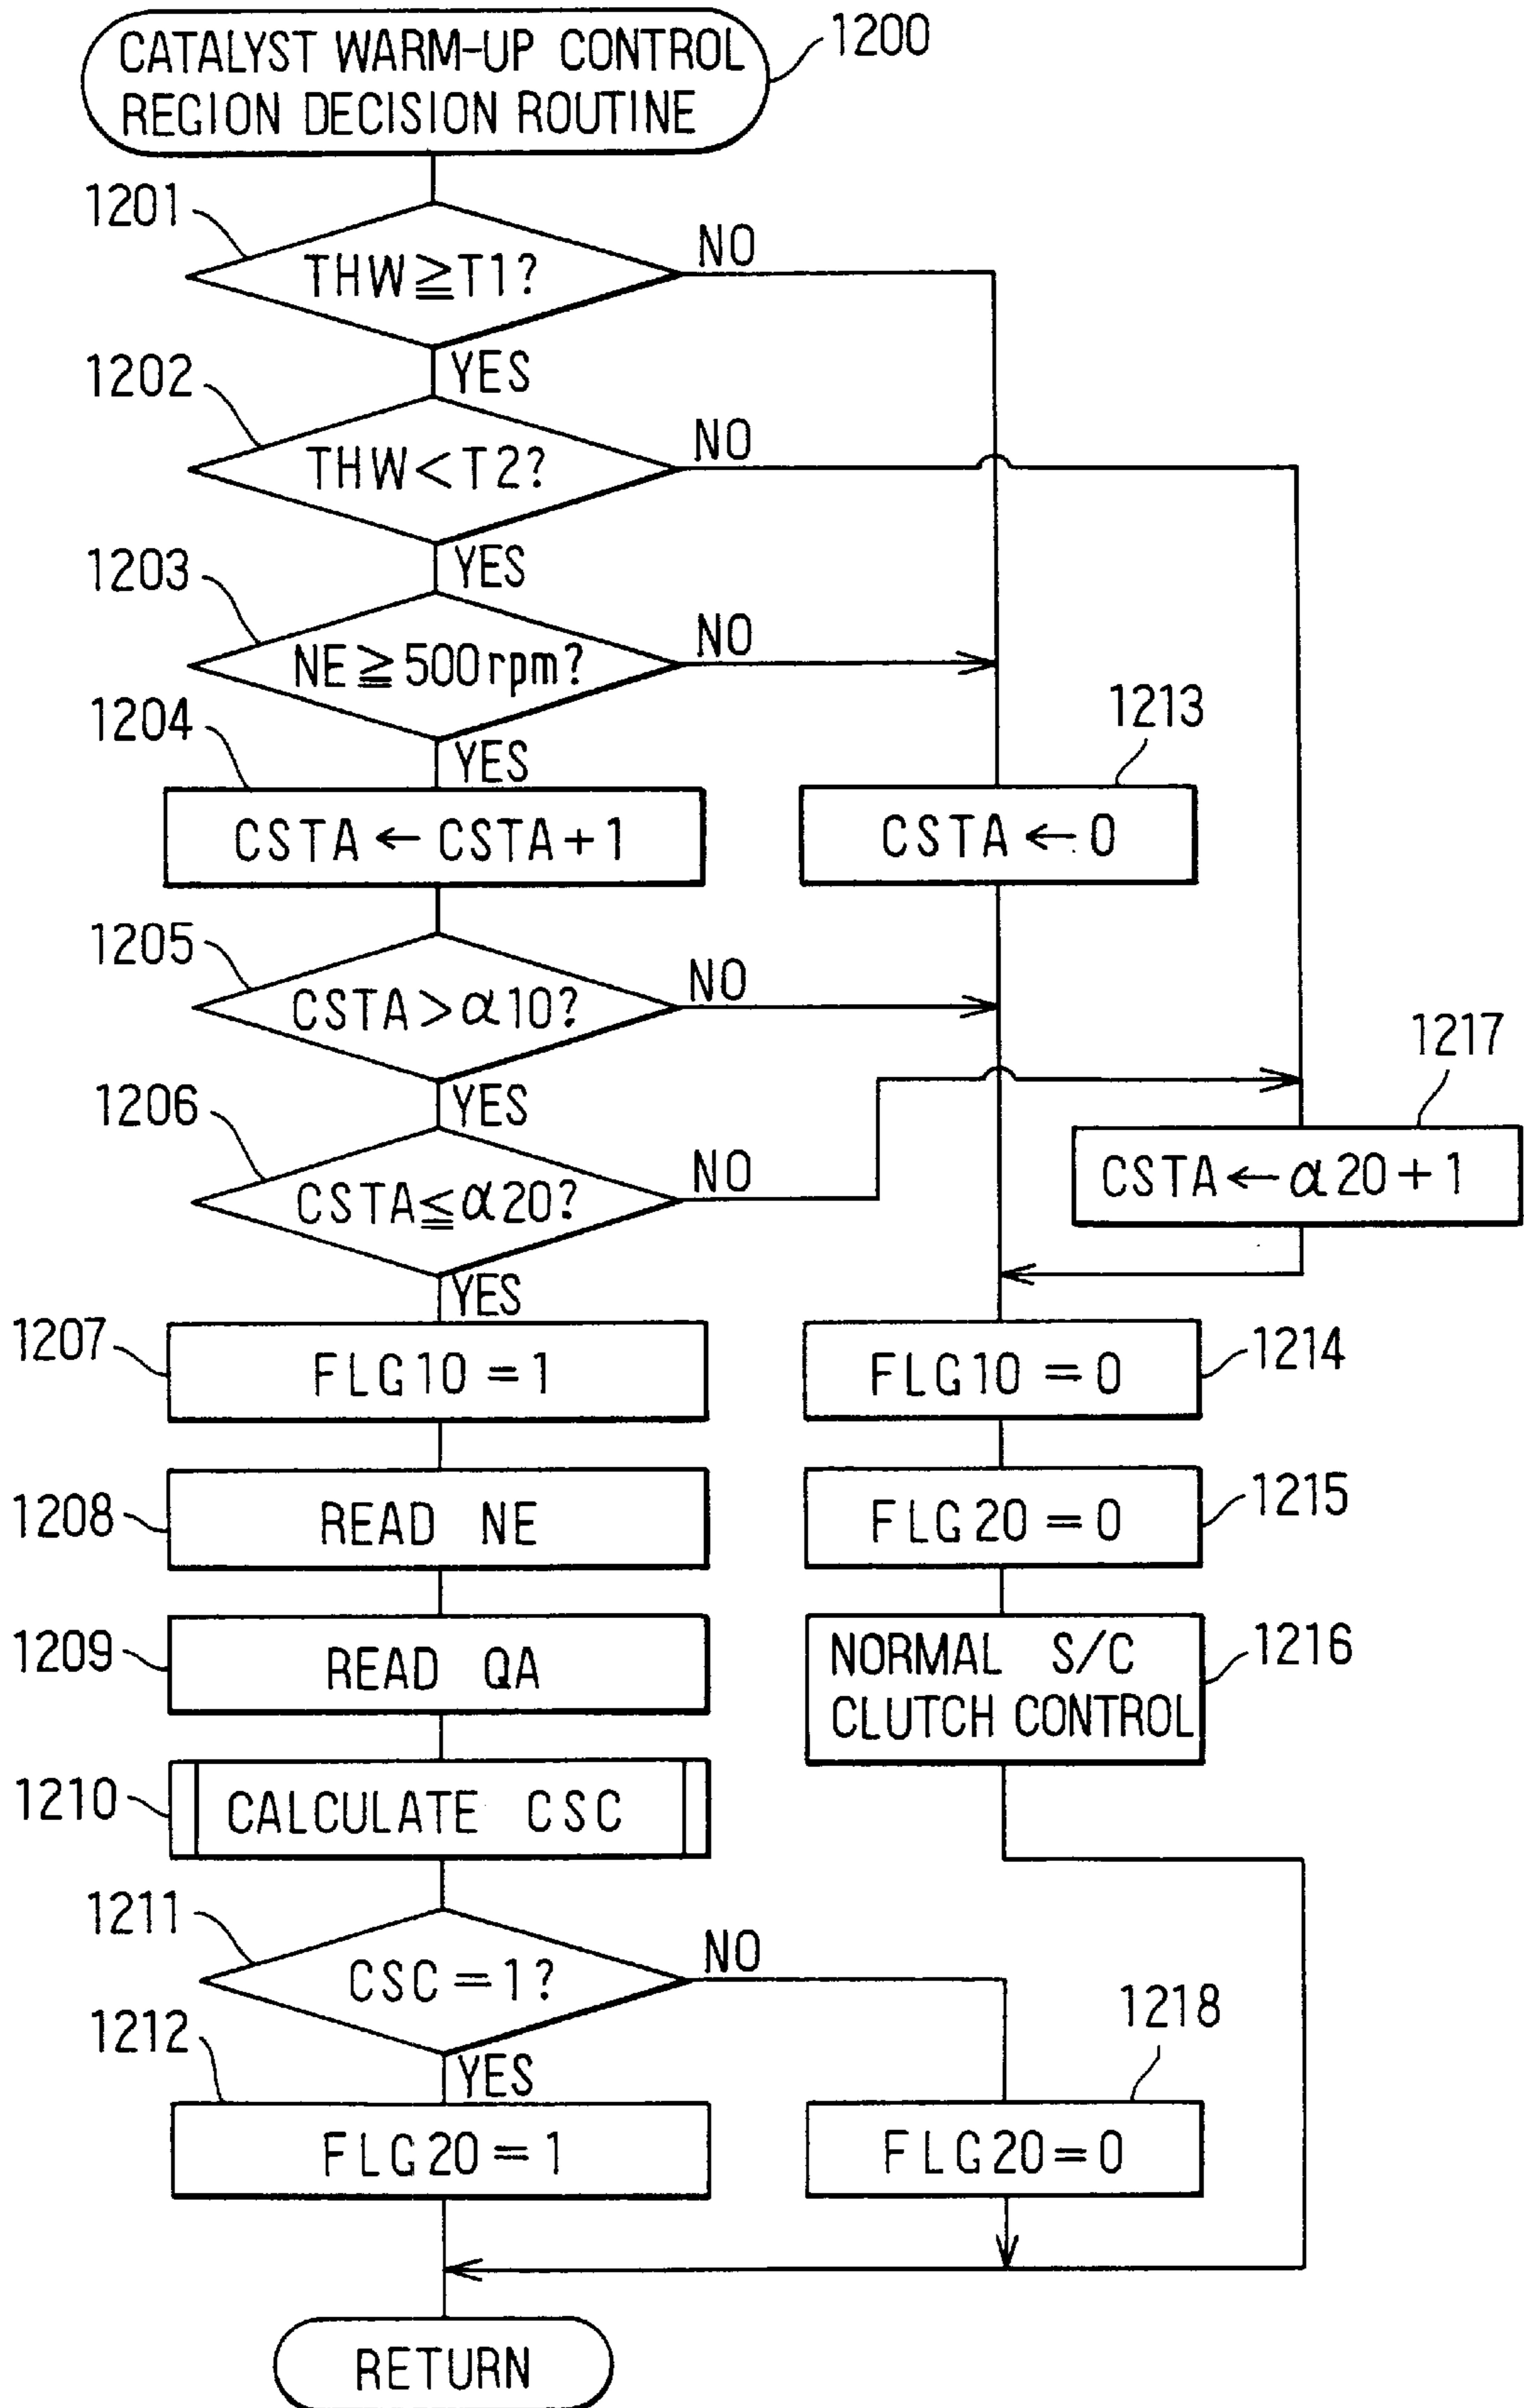 CATALYST WARM-UP CONTROL
REGION DECISION ROUTINE
1200
1201
THW≧T1?
NO
YES
1202
THW<T2?
NO
YES
1203
NE≧500rpm?
NO
YES
1204
CSTA←CSTA+1
1213
CSTA←0
1205
CSTA>α10?
NO
YES
1217
CSTA←α20+1
1206
CSTA≦α20?
NO
YES
1207
FLG10=1
FLG10=0
1214
1208
READ NE
FLG20=0
1215
1209
READ QA
NORMAL S/C
CLUTCH CONTROL
1216
1210
CALCULATE CSC
1211
CSC=1?
NO
YES
1212
FLG20=1
1218
FLG20=0
RETURN